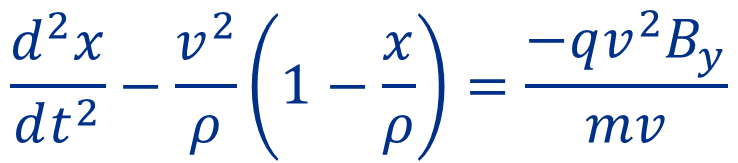 d²x/dt² − v²/ρ (1 − x/ρ) = −qv²B_y/mv